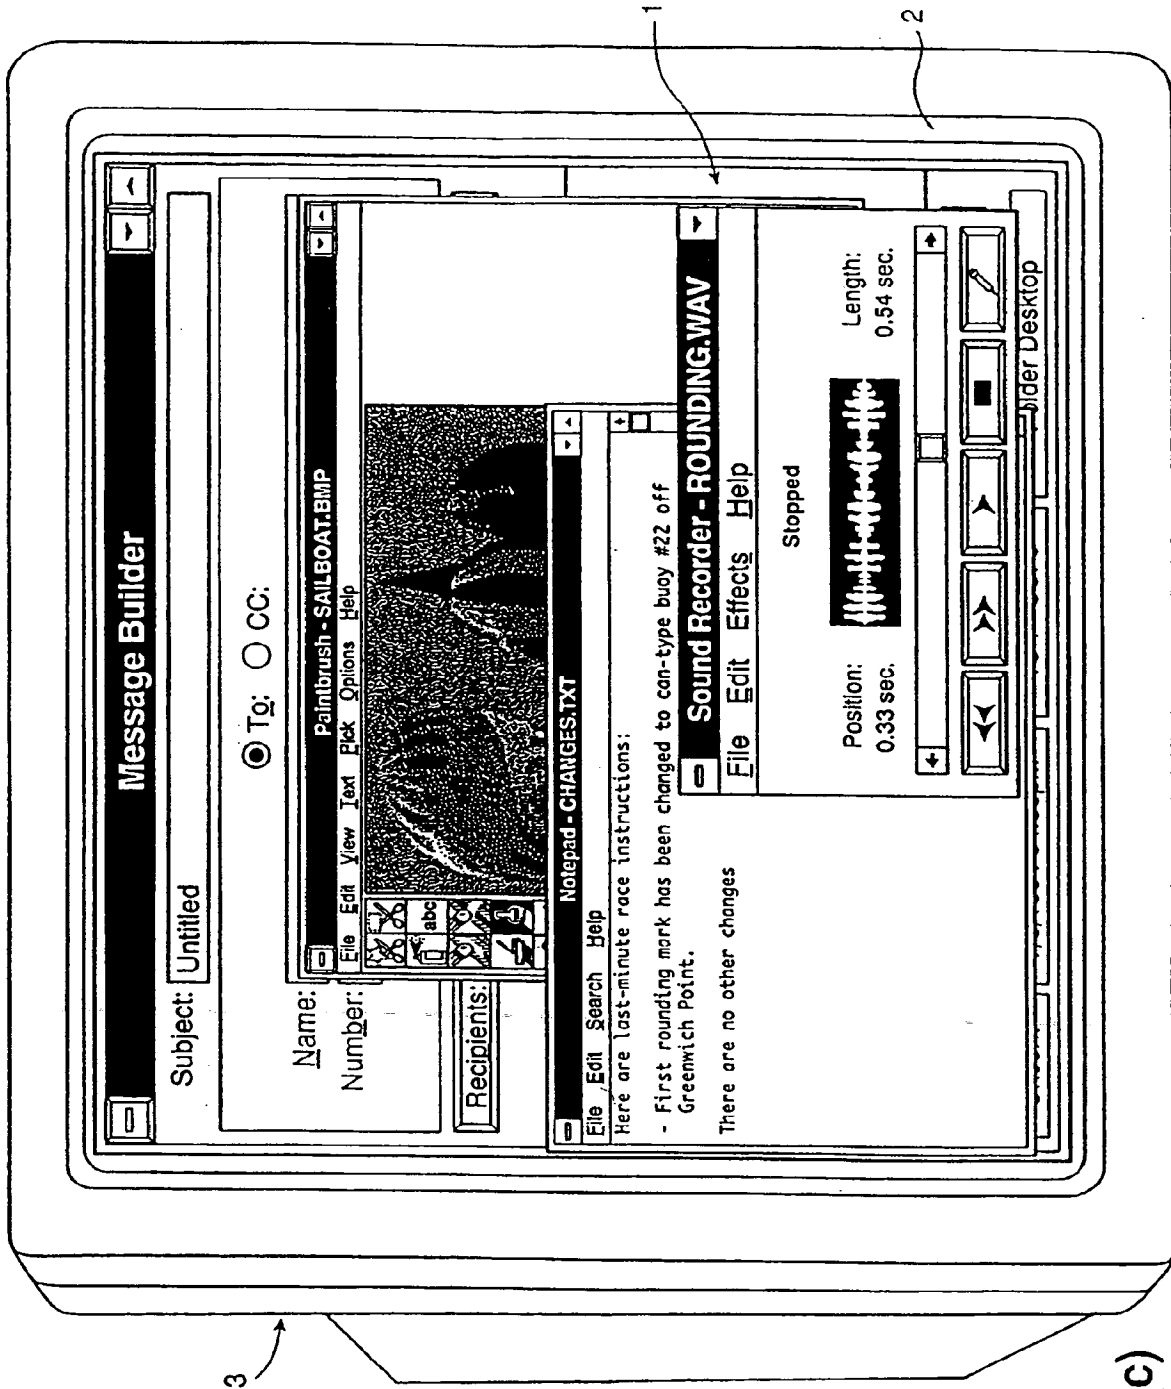 Message Builder
Subject: Untitled
To: CC:
Name:
Number:
Recipients:
Paintbrush - SAILBOAT.BMP
File Edit View Text Pick Options Help
abc
Notepad - CHANGES.TXT
File Edit Search Help
Here are last-minute race instructions:
- First rounding mark has been changed to can-type buoy #22 off
Greenwich Point.
There are no other changes
Sound Recorder - ROUNDING.WAV
File Edit Effects Help
Stopped
Position:
0.33 sec.
Length:
0.54 sec.
Desktop
1
2
3
c)